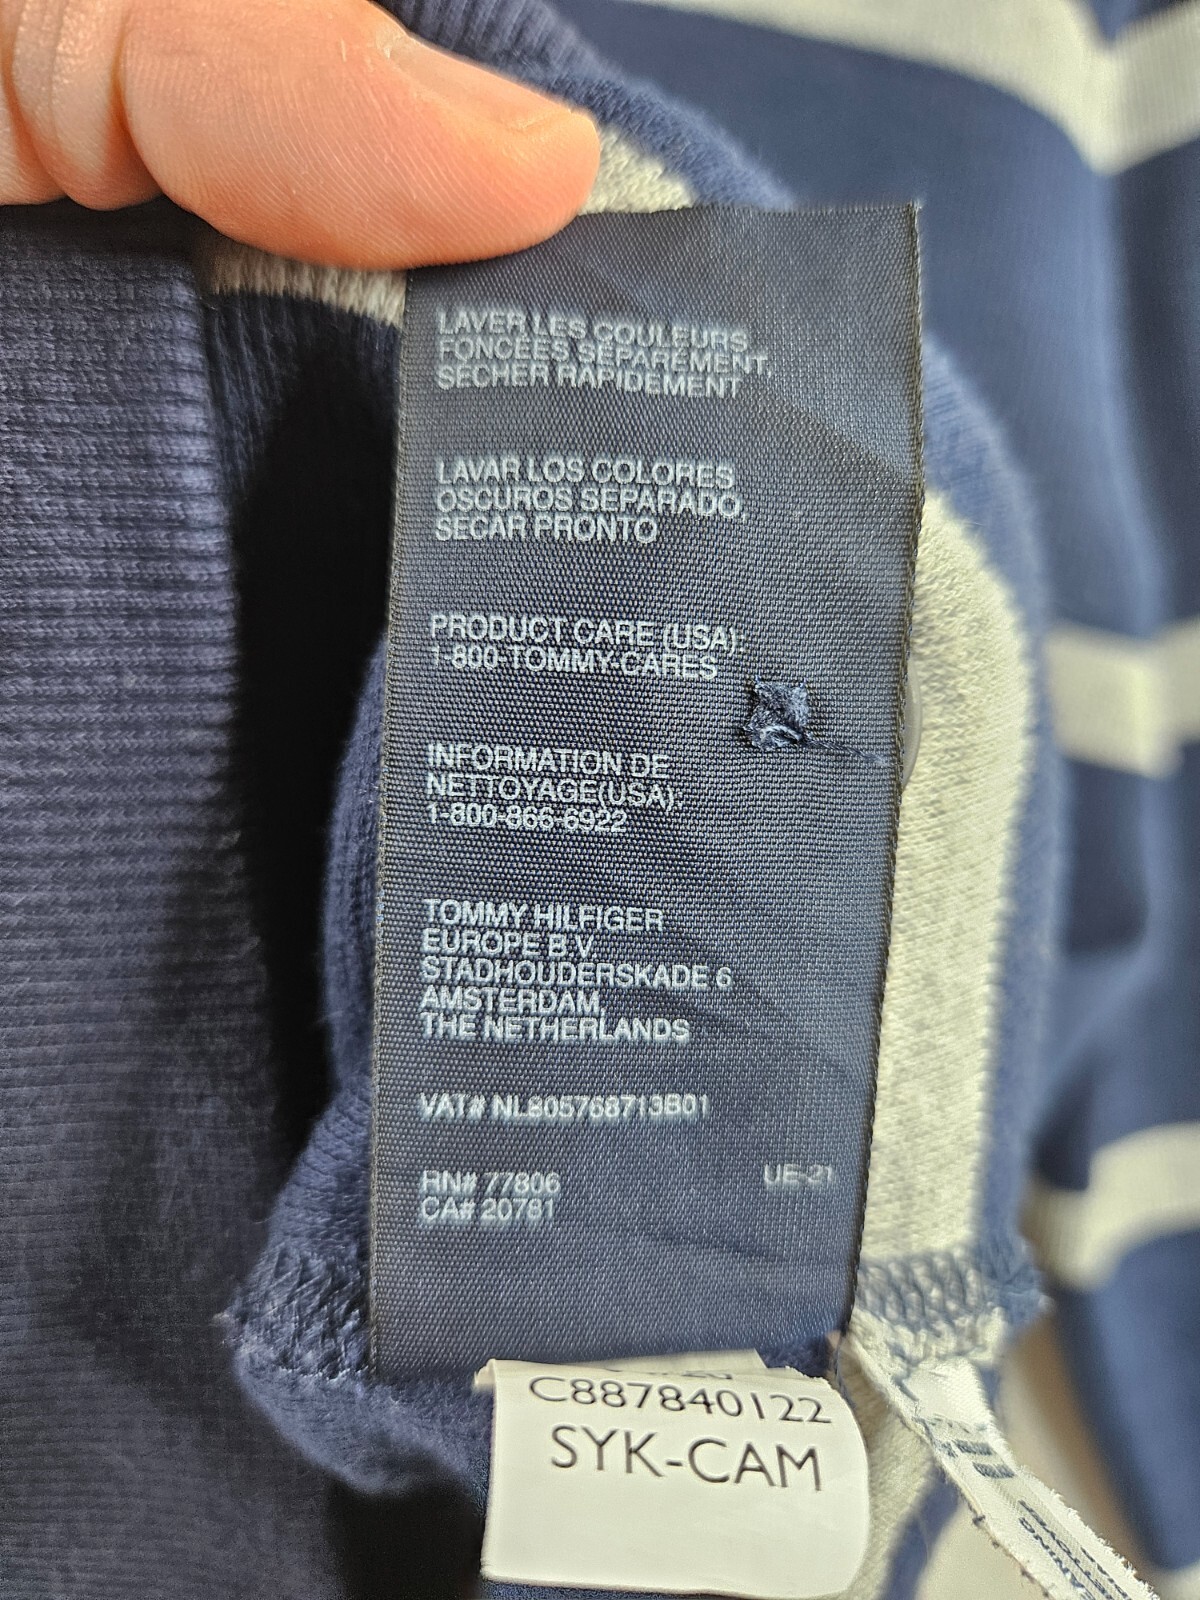 LAVER LES COULEURS
FONCEES SEPAREMENT,
SECHER RAPIDEMENT
LAVAR LOS COLORES
OSCUROS SEPARADO,
SECAR PRONTO
PRODUCT CARE (USA):
1 800-TOMMY-CARES
INFORMATION DE
NETTOYAGE(USA)
1-800-866-6922
TOMMY HILFIGER
EUROPE B.V
STADHOUDERSKADE 6
AMSTERDAM,
THE NETHERLANDS
VAT# NL805768713B01
RN# 77806 UE-21
CA# 20781
C887840122
SYK-CAM